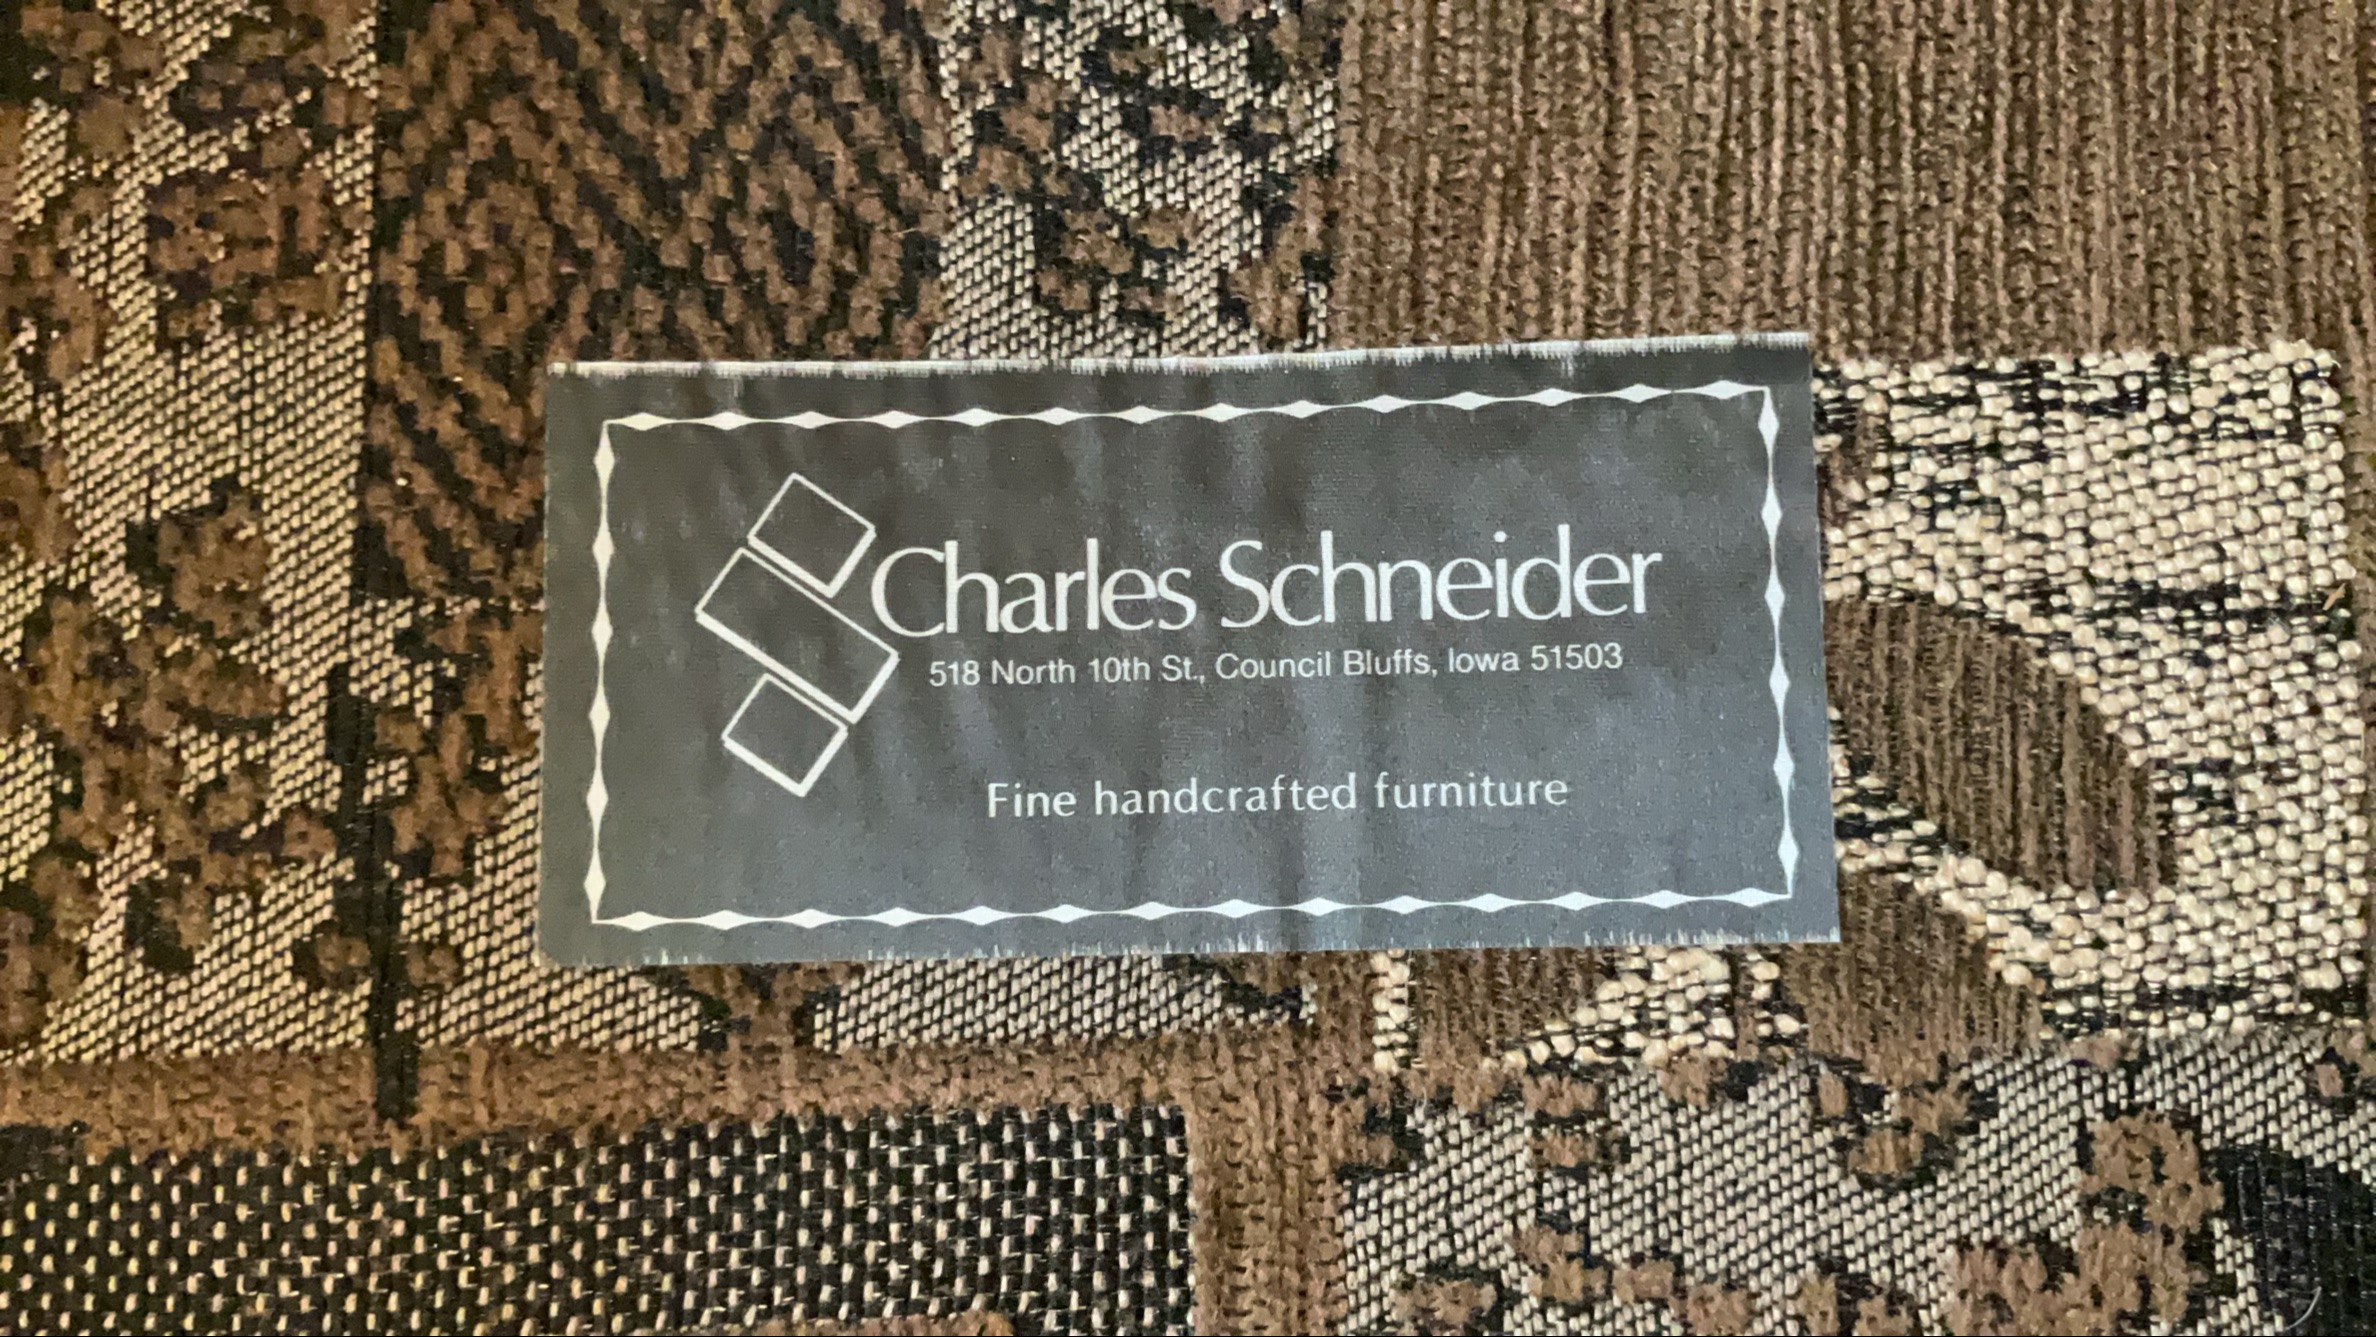 Charles Schneider
518 North 10th St., Council Bluffs, Iowa 51503
Fine handcrafted furniture